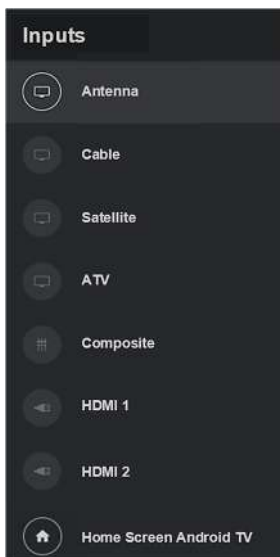 Inputs
Antenna
Cable
Satellite
ATV
Composite
HDMI 1
HDMI 2
Home Screen Android TV